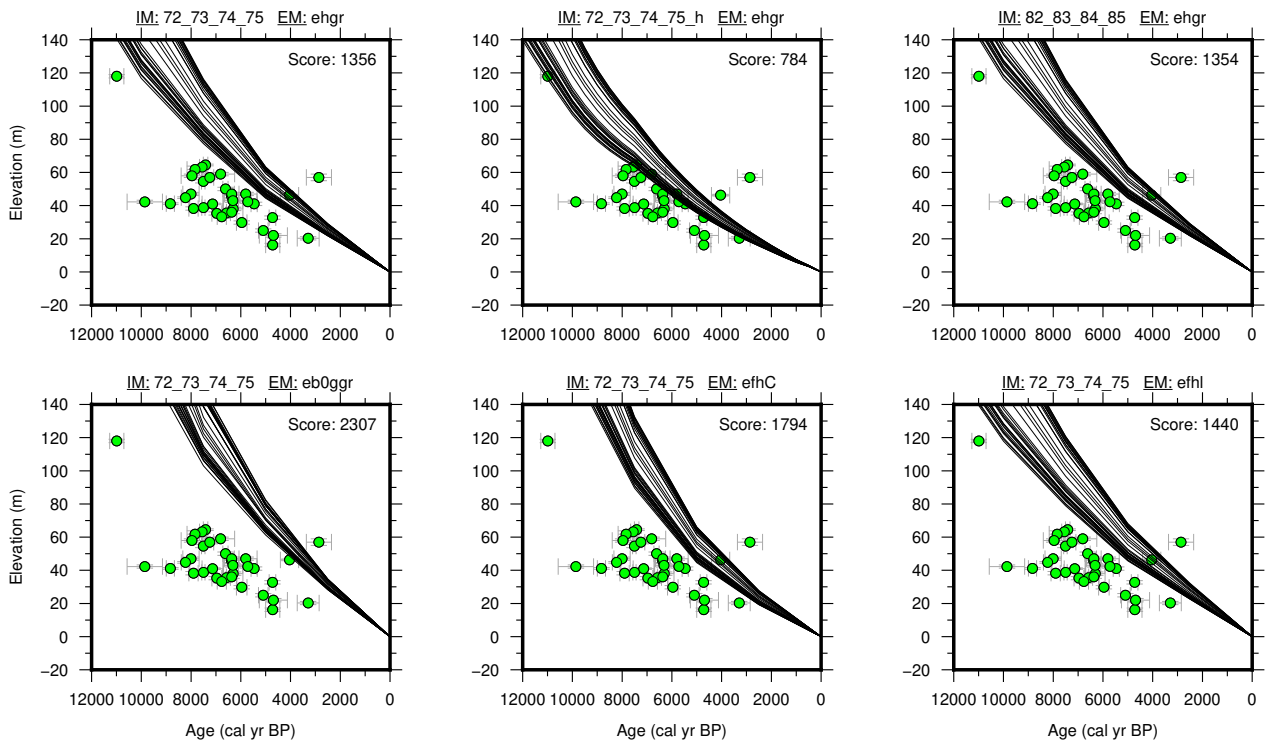 IM: 72_73_74_75 EM: ehgr
IM: 72_73_74_75_h EM: ehgr
IM: 82_83_84_85 EM: ehgr
140
120
100
80
60
40
20
0
−20
Elevation (m)
Score: 1356
12000 10000 8000 6000 4000 2000 0
140
120
100
80
60
40
20
0
−20
Score: 784
12000 10000 8000 6000 4000 2000 0
140
120
100
80
60
40
20
0
−20
Score: 1354
12000 10000 8000 6000 4000 2000 0
IM: 72_73_74_75 EM: eb0ggr
IM: 72_73_74_75 EM: efhC
IM: 72_73_74_75 EM: efhl
140
120
100
80
60
40
20
0
−20
Elevation (m)
Score: 2307
12000 10000 8000 6000 4000 2000 0
Age (cal yr BP)
140
120
100
80
60
40
20
0
−20
Score: 1794
12000 10000 8000 6000 4000 2000 0
Age (cal yr BP)
140
120
100
80
60
40
20
0
−20
Score: 1440
12000 10000 8000 6000 4000 2000 0
Age (cal yr BP)